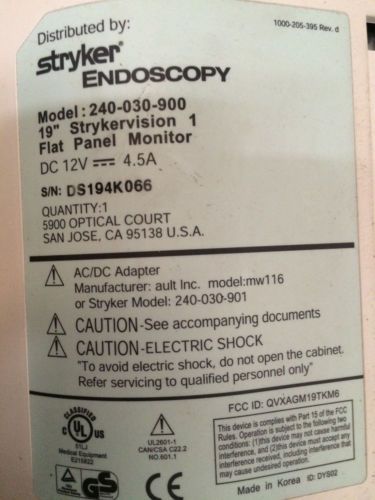 Distributed by:
1000-205-395 Rev. d
stryker®
ENDOSCOPY
Model: 240-030-900
19" Strykervision 1
Flat Panel Monitor
DC 12V ⎓ 4.5A
S/N: DS194K066
QUANTITY:1
5900 OPTICAL COURT
SAN JOSE, CA 95138 U.S.A.
AC/DC Adapter
Manufacturer: ault Inc. model:mw116
or Stryker Model: 240-030-901
CAUTION-See accompanying documents
CAUTION-ELECTRIC SHOCK
"To avoid electric shock, do not open the cabinet.
Refer servicing to qualified personnel only"
FCC ID: QVXAGM19TKM6
CLASSIFIED
C UL US
51LJ
Medical Equipment
E215822
UL2601-1
CAN/CSA C22.2
NO.601.1
This device complies with Part 15 of the FCC
Rules. Operation is subject to the following two
conditions: (1)this device may not cause harmful
interference, and (2)this device must accept any
interference received, including interference that
may cause undesired operation.
GS
CE
Made in Korea ID: DYS02